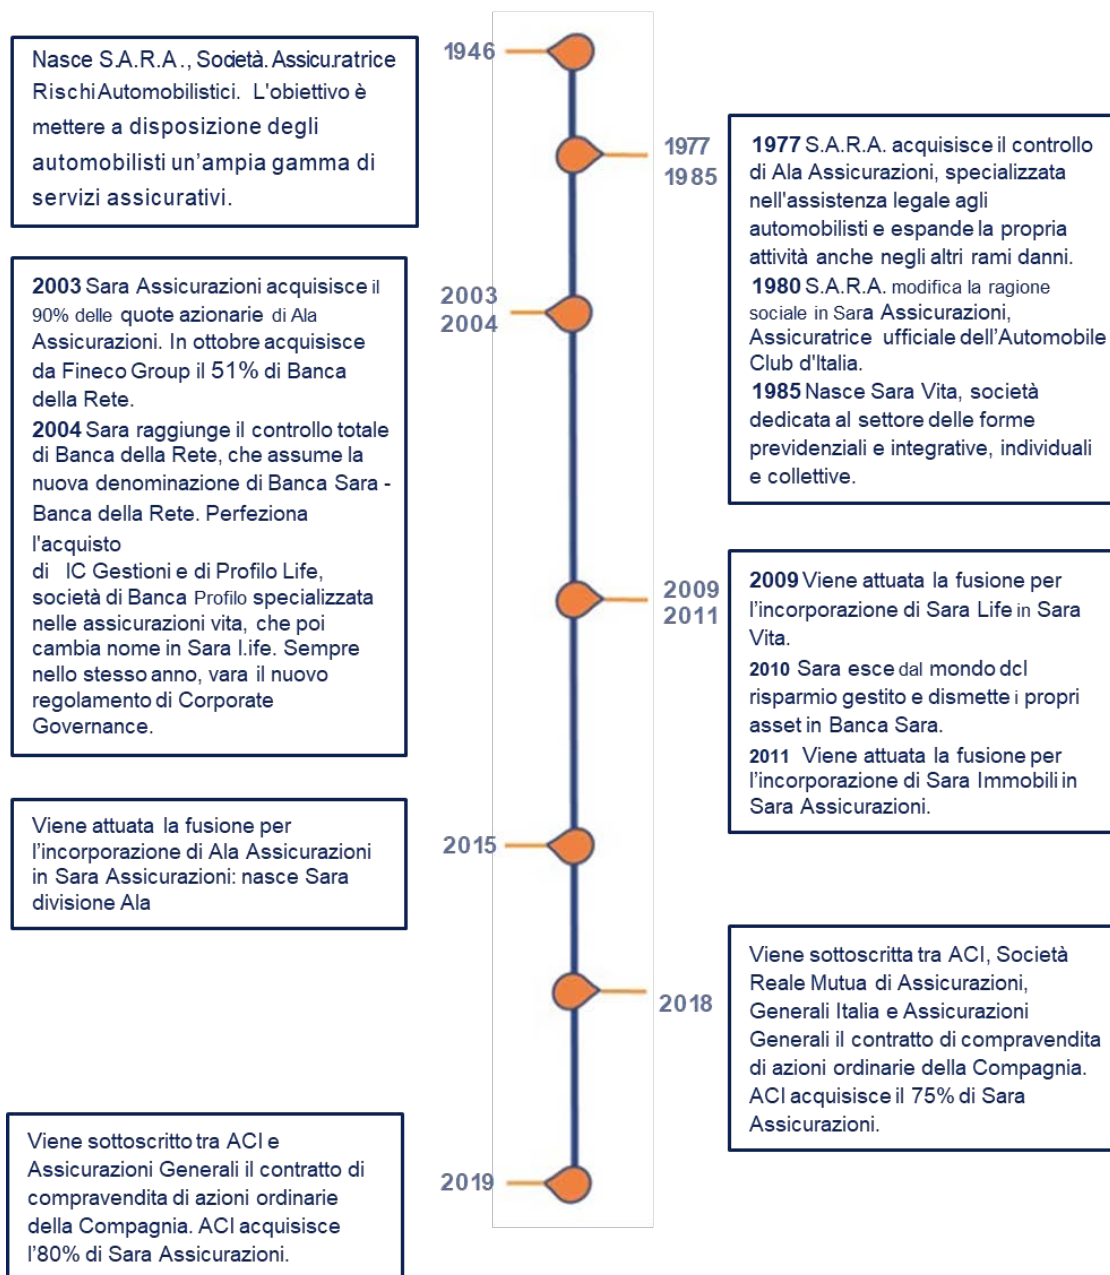 1946
Nasce S.A.R.A., Società. Assicu.ratrice
RischiAutomobilistici. L'obiettivo è
mettere a disposizione degli
automobilisti un'ampia gamma di
servizi assicurativi.
1977
1985
1977 S.A.R.A. acquisisce il controllo
di Ala Assicurazioni, specializzata
nell'assistenza legale agli
automobilisti e espande la propria
attività anche negli altri rami danni.
1980 S.A.R.A. modifica la ragione
sociale in Sara Assicurazioni,
Assicuratrice ufficiale dell'Automobile
Club d'Italia.
1985 Nasce Sara Vita, società
dedicata al settore delle forme
previdenziali e integrative, individuali
e collettive.
2003
2004
2003 Sara Assicurazioni acquisisce il
90% delle quote azionarie di Ala
Assicurazioni. In ottobre acquisisce
da Fineco Group il 51% di Banca
della Rete.
2004 Sara raggiunge il controllo totale
di Banca della Rete, che assume la
nuova denominazione di Banca Sara -
Banca della Rete. Perfeziona
l'acquisto
di IC Gestioni e di Profilo Life,
società di Banca Profilo specializzata
nelle assicurazioni vita, che poi
cambia nome in Sara l.ife. Sempre
nello stesso anno, vara il nuovo
regolamento di Corporate
Governance.
2009
2011
2009 Viene attuata la fusione per
l'incorporazione di Sara Life in Sara
Vita.
2010 Sara esce dal mondo dcl
risparmio gestito e dismette i propri
asset in Banca Sara.
2011 Viene attuata la fusione per
l'incorporazione di Sara Immobili in
Sara Assicurazioni.
2015
Viene attuata la fusione per
l'incorporazione di Ala Assicurazioni
in Sara Assicurazioni: nasce Sara
divisione Ala
2018
Viene sottoscritta tra ACI, Società
Reale Mutua di Assicurazioni,
Generali Italia e Assicurazioni
Generali il contratto di compravendita
di azioni ordinarie della Compagnia.
ACI acquisisce il 75% di Sara
Assicurazioni.
2019
Viene sottoscritto tra ACI e
Assicurazioni Generali il contratto di
compravendita di azioni ordinarie
della Compagnia. ACI acquisisce
l'80% di Sara Assicurazioni.